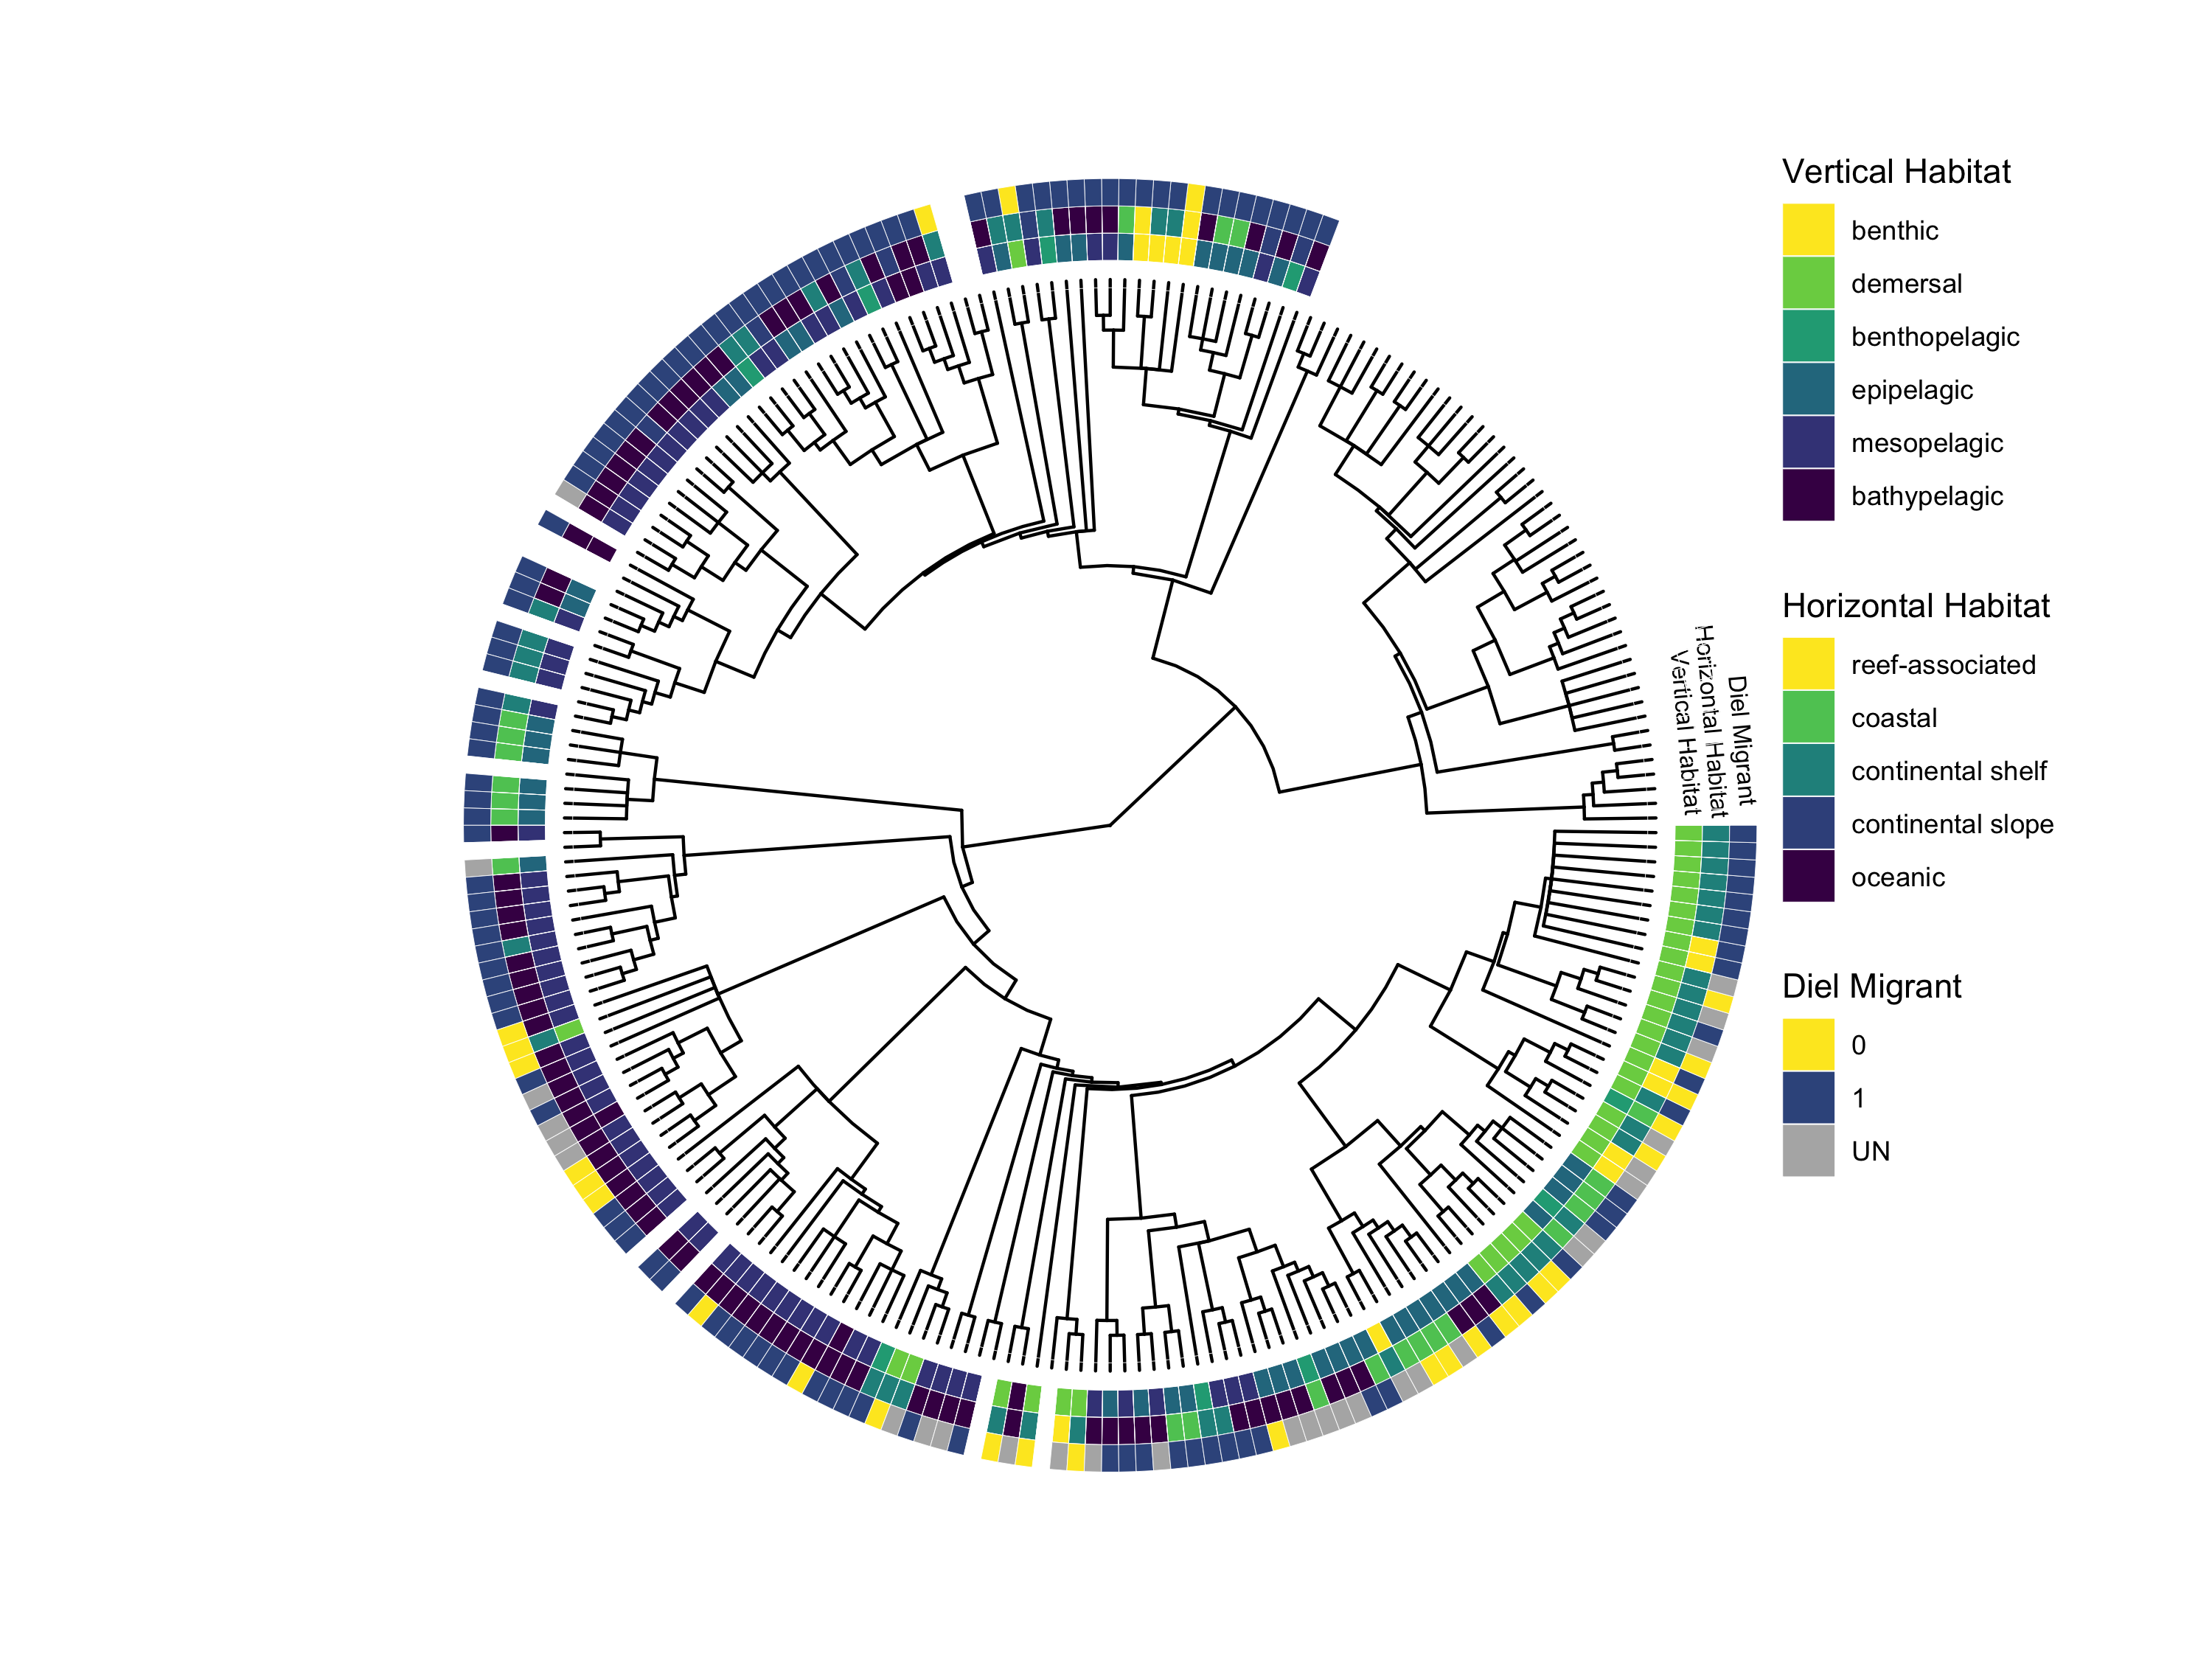 Vertical Habitat
benthic
demersal
benthopelagic
epipelagic
mesopelagic
bathypelagic
Horizontal Habitat
reef-associated
coastal
continental shelf
continental slope
oceanic
Diel Migrant
0
1
UN
Vertical Habitat
Horizontal Habitat
Diel Migrant